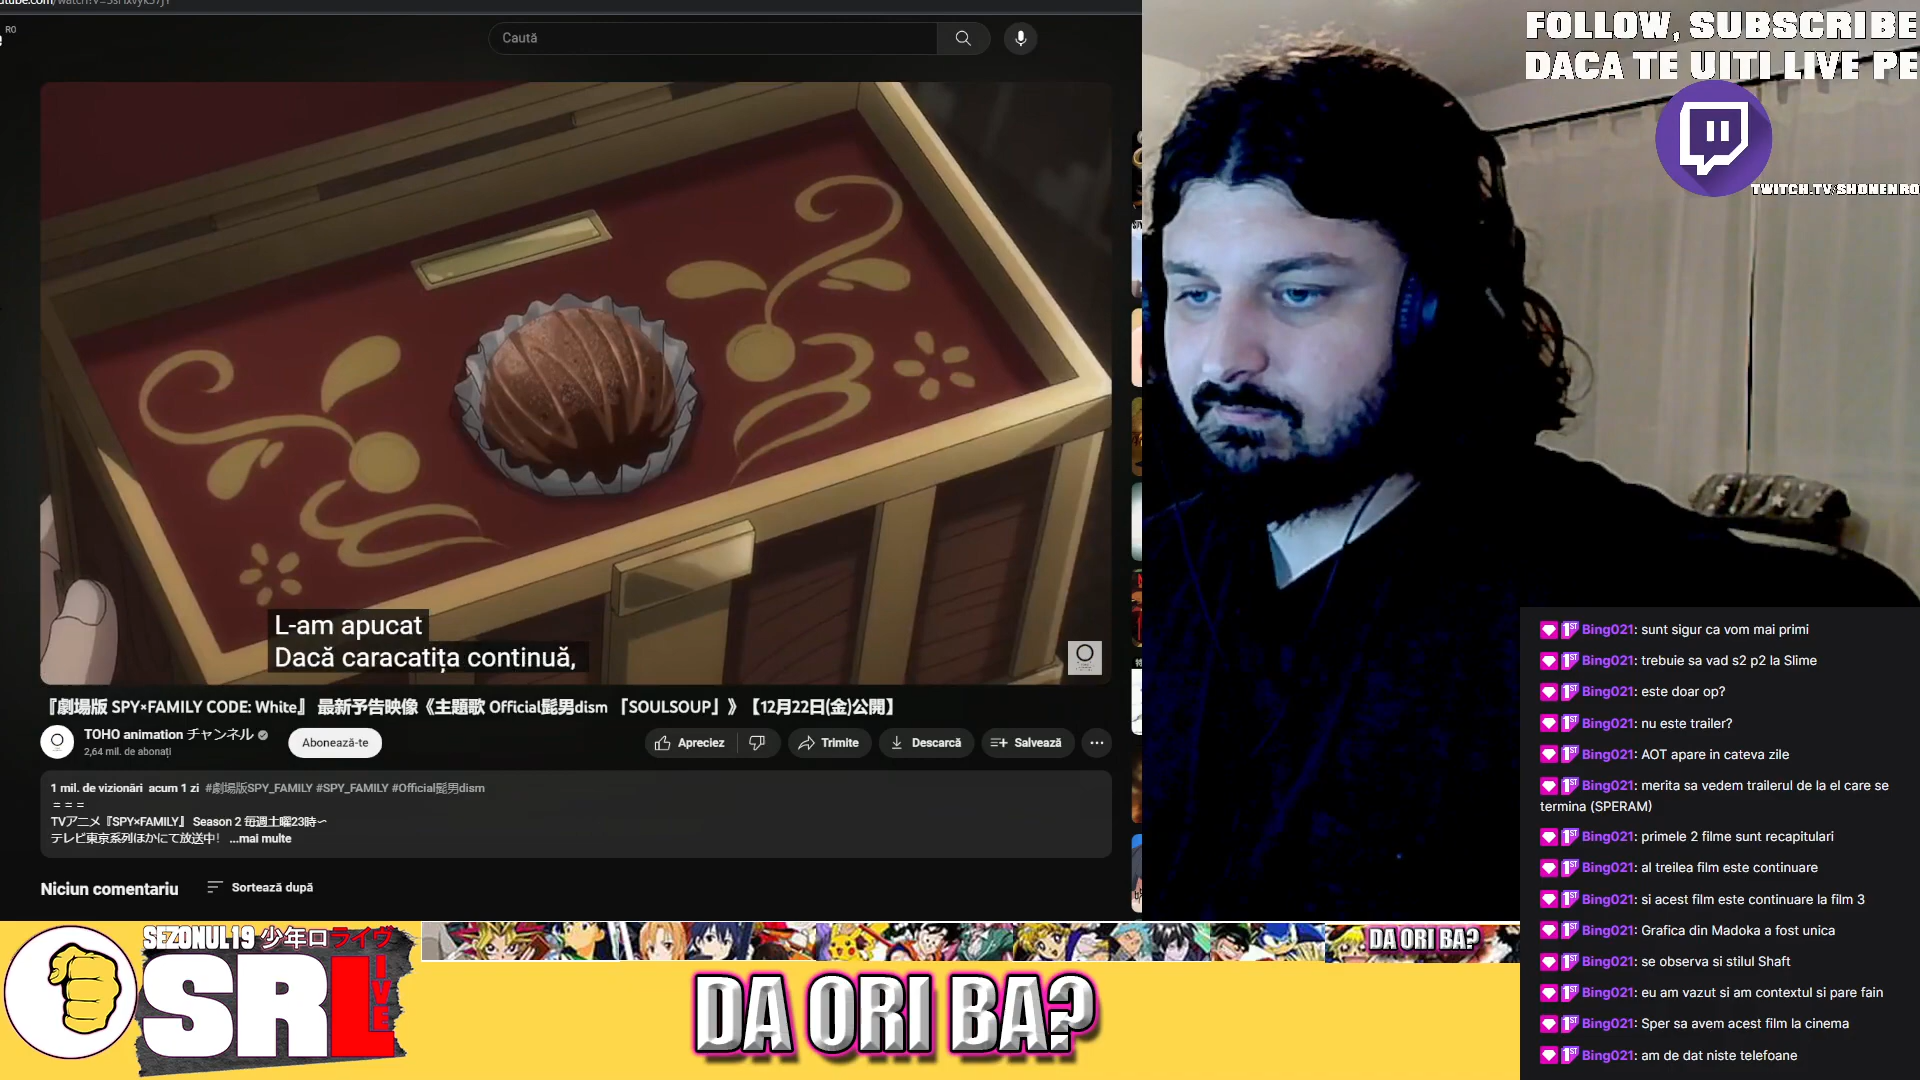 RO
Caută
FOLLOW, SUBSCRIBE
DACA TE UITI LIVE PE
TWITCH.TV/SHONENRO
L-am apucat
Dacă caracatița continuă,
『劇場版 SPY×FAMILY CODE: White』 最新予告映像《主題歌 Official髭男dism 「SOULSOUP」》【12月22日(金)公開】
TOHO animation チャンネル
2,64 mil. de abonați
Abonează-te
Apreciez
Trimite
Descarcă
Salvează
1 mil. de vizionări acum 1 zi #劇場版SPY_FAMILY #SPY_FAMILY #Official髭男dism
= = =
TVアニメ『SPY×FAMILY』 Season 2 毎週土曜23時〜
テレビ東京系列ほかにて放送中! ...mai multe
Niciun comentariu
Sortează după
Bing021: sunt sigur ca vom mai primi
Bing021: trebuie sa vad s2 p2 la Slime
Bing021: este doar op?
Bing021: nu este trailer?
Bing021: AOT apare in cateva zile
Bing021: merita sa vedem trailerul de la el care se
termina (SPERAM)
Bing021: primele 2 filme sunt recapitulari
Bing021: al treilea film este continuare
Bing021: si acest film este continuare la film 3
Bing021: Grafica din Madoka a fost unica
Bing021: se observa si stilul Shaft
Bing021: eu am vazut si am contextul si pare fain
Bing021: Sper sa avem acest film la cinema
Bing021: am de dat niste telefoane
SEZONUL19 少年ロライヴ
SRL
LIVE
DA ORI BA?
DA ORI BA?